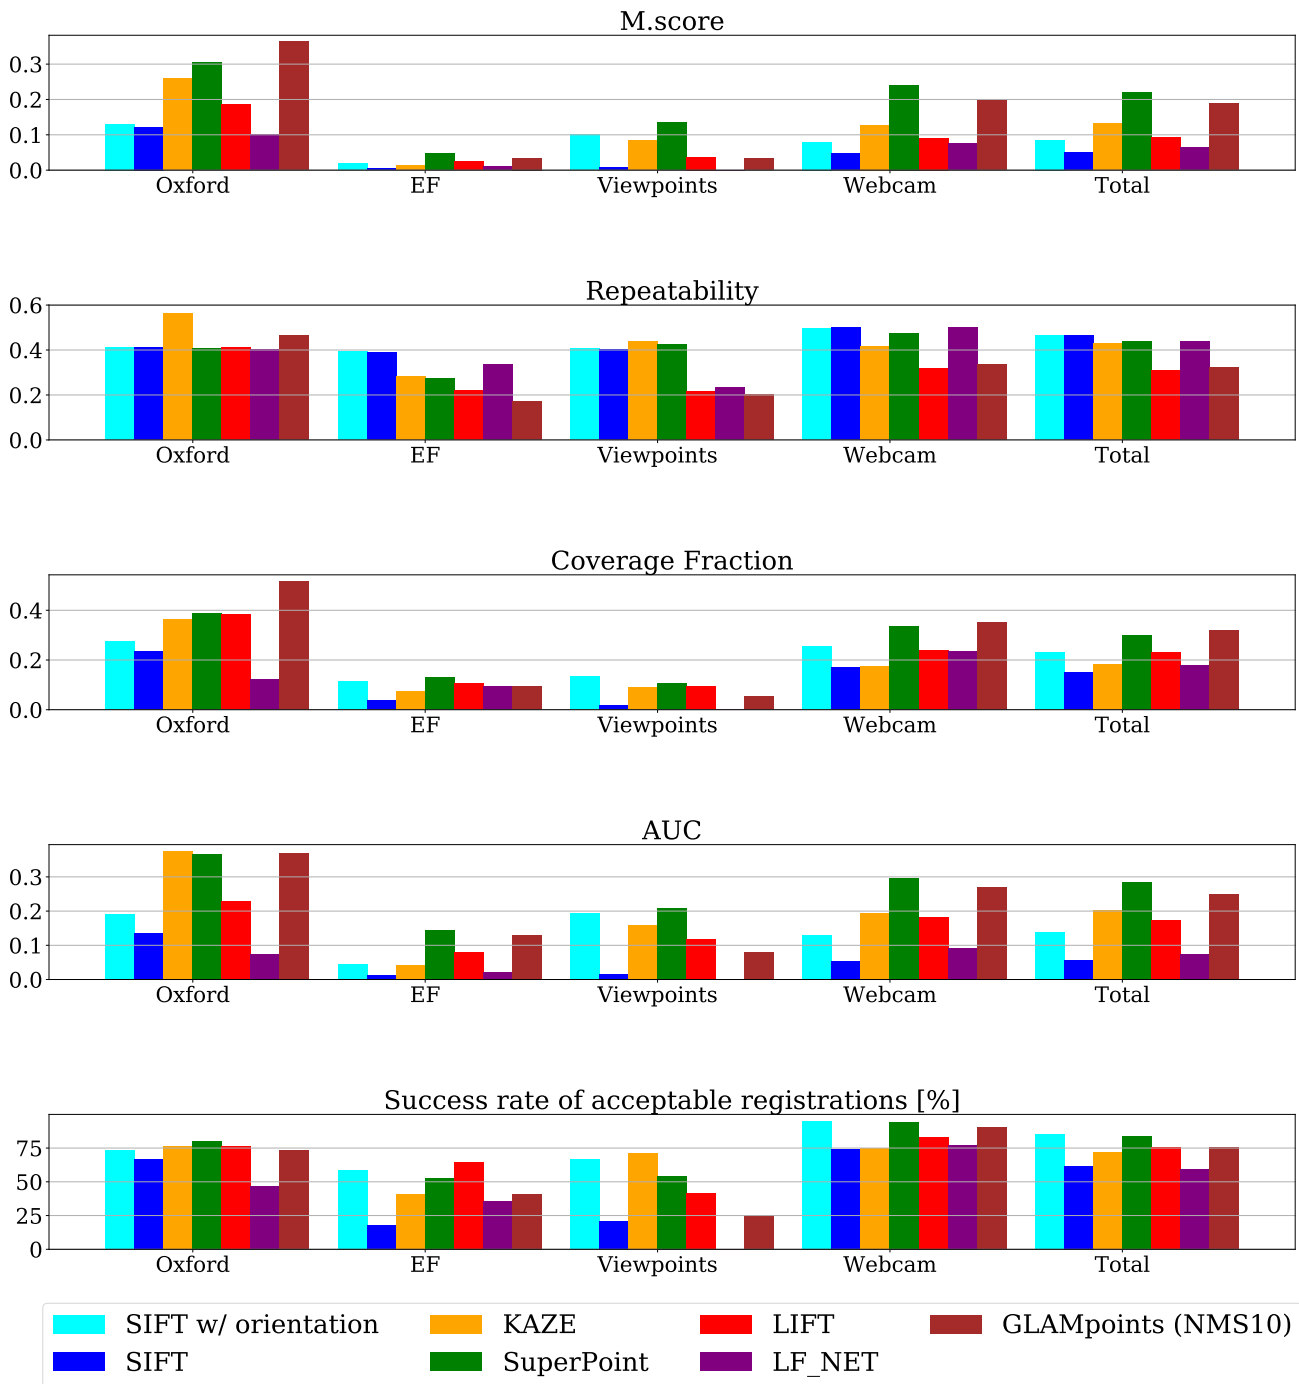 M.score
0.3
0.2
0.1
0.0
Oxford EF Viewpoints Webcam Total
Repeatability
0.6
0.4
0.2
0.0
Oxford EF Viewpoints Webcam Total
Coverage Fraction
0.4
0.2
0.0
Oxford EF Viewpoints Webcam Total
AUC
0.3
0.2
0.1
0.0
Oxford EF Viewpoints Webcam Total
Success rate of acceptable registrations [%]
75
50
25
0
Oxford EF Viewpoints Webcam Total
SIFT w/ orientation KAZE LIFT GLAMpoints (NMS10)
SIFT SuperPoint LF_NET